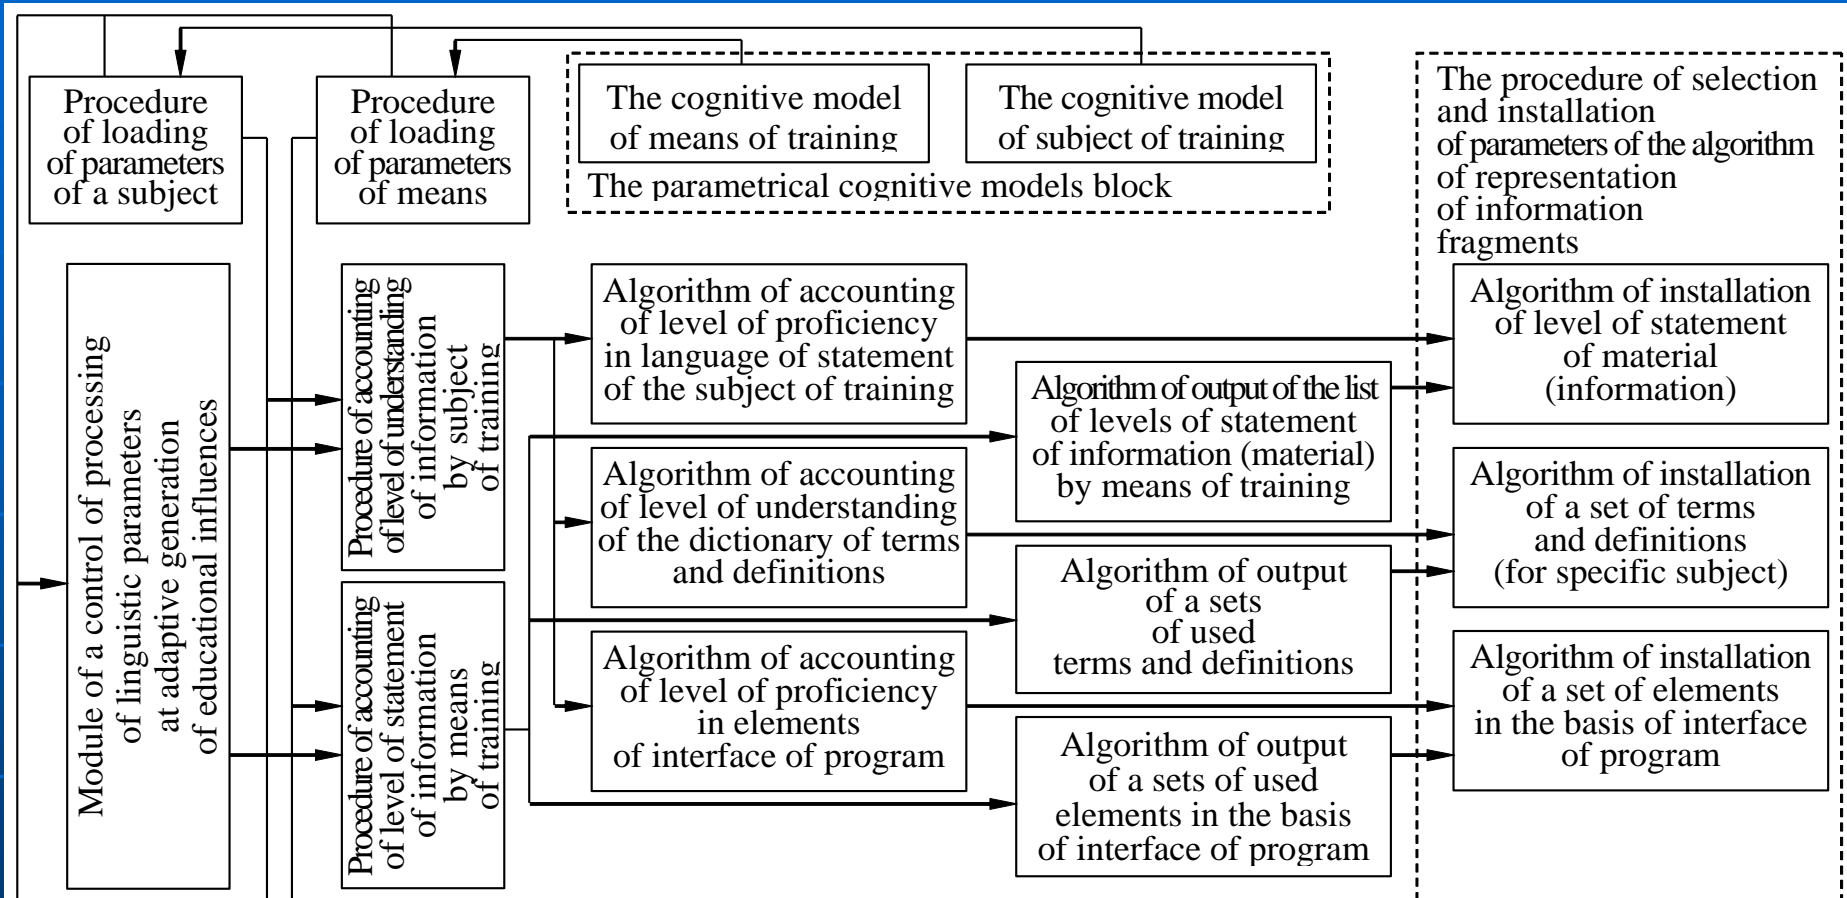 Procedure
of loading
of parameters
of a subject
Procedure
of loading
of parameters
of means
The cognitive model
of means of training
The cognitive model
of subject of training
The parametrical cognitive models block
The procedure of selection
and installation
of parameters of the algorithm
of representation
of information
fragments
Module of a control of processing
of linguistic parameters
at adaptive generation
of educational influences
Procedure of accounting
of level of understanding
of information
by subject
of training
Procedure of accounting
of level of statement
of information
by means
of training
Algorithm of accounting
of level of proficiency
in language of statement
of the subject of training
Algorithm of accounting
of level of understanding
of the dictionary of terms
and definitions
Algorithm of accounting
of level of proficiency
in elements
of interface of program
Algorithm of output of the list
of levels of statement
of information (material)
by means of training
Algorithm of output
of a sets
of used
terms and definitions
Algorithm of output
of a sets of used
elements in the basis
of interface of program
Algorithm of installation
of level of statement
of material
(information)
Algorithm of installation
of a set of terms
and definitions
(for specific subject)
Algorithm of installation
of a set of elements
in the basis of interface
of program